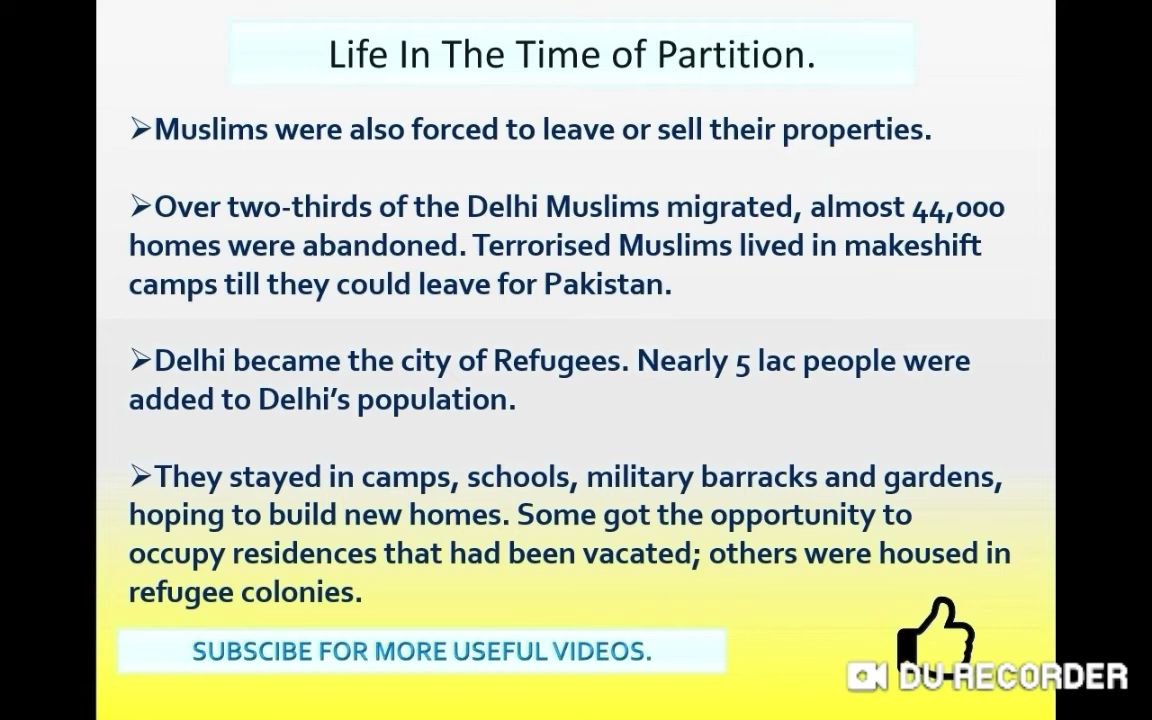 Life In The Time of Partition.
➢Muslims were also forced to leave or sell their properties.
➢Over two-thirds of the Delhi Muslims migrated, almost 44,000
homes were abandoned. Terrorised Muslims lived in makeshift
camps till they could leave for Pakistan.
➢Delhi became the city of Refugees. Nearly 5 lac people were
added to Delhi’s population.
➢They stayed in camps, schools, military barracks and gardens,
hoping to build new homes. Some got the opportunity to
occupy residences that had been vacated; others were housed in
refugee colonies.
SUBSCIBE FOR MORE USEFUL VIDEOS.
DU RECORDER